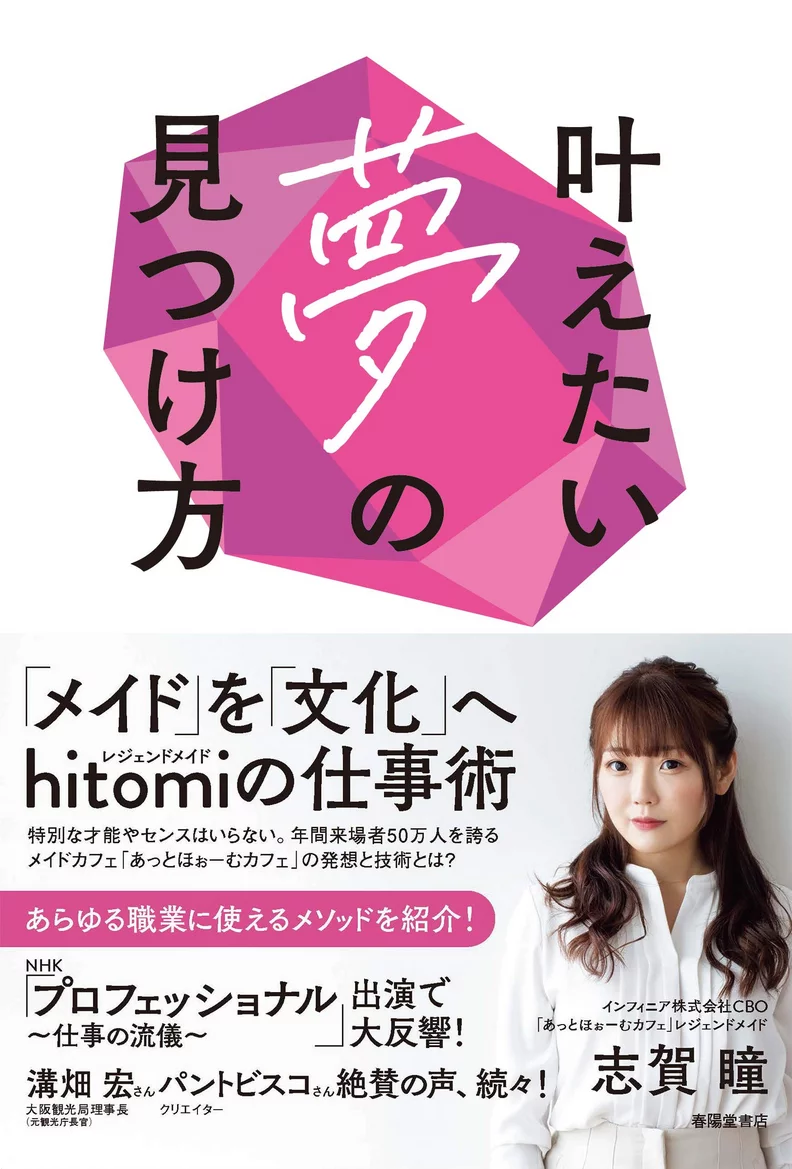 叶えたい
夢の
見つけ方
「メイド」を「文化」へ
レジェンドメイド
hitomiの仕事術
特別な才能やセンスはいらない。年間来場者50万人を誇る
メイドカフェ「あっとほぉーむカフェ」の発想と技術とは?
あらゆる職業に使えるメソッドを紹介!
NHK
「プロフェッショナル
〜仕事の流儀〜」
出演で
大反響!
溝畑 宏さん パントビスコさん 絶賛の声、続々!
大阪観光局理事長
(元観光庁長官)
クリエイター
インフィニア株式会社CBO
「あっとほぉーむカフェ」レジェンドメイド
志賀 瞳
春陽堂書店